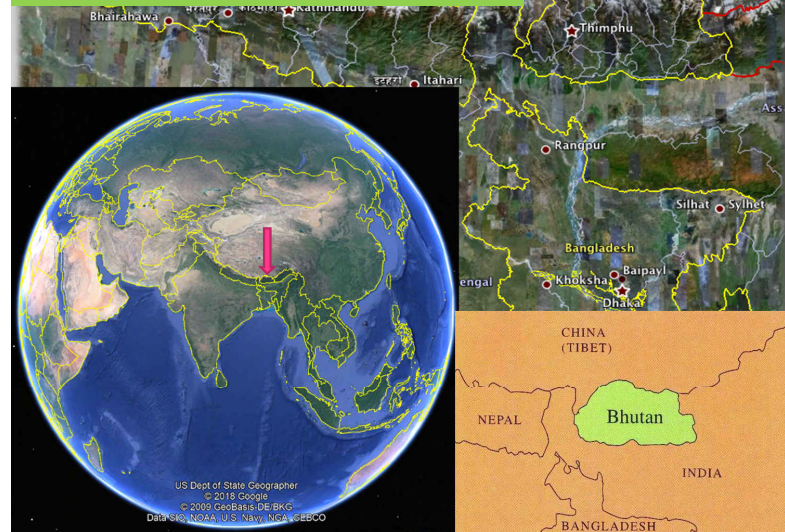 Kathmandu
Bhairahawa
Thimphu
इटहरी Itahari
Ass
Rangpur
Silhat Sylhet
Bangladesh
engal
Khoksha
Baipayl
Dhaka
US Dept of State Geographer
© 2018 Google
© 2009 GeoBasis-DE/BKG
Data SIO, NOAA, U.S. Navy, NGA, GEBCO
CHINA
(TIBET)
NEPAL
Bhutan
INDIA
BANGLADESH